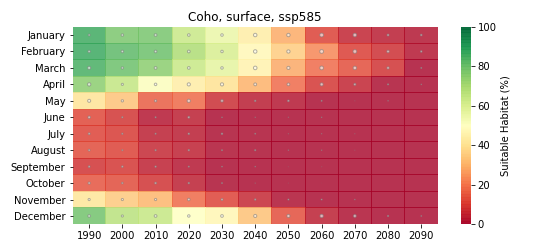 Coho, surface, ssp585
January
February
March
April
May
June
July
August
September
October
November
December
1990 2000 2010 2020 2030 2040 2050 2060 2070 2080 2090
100
80
60
40
20
0
Suitable Habitat (%)